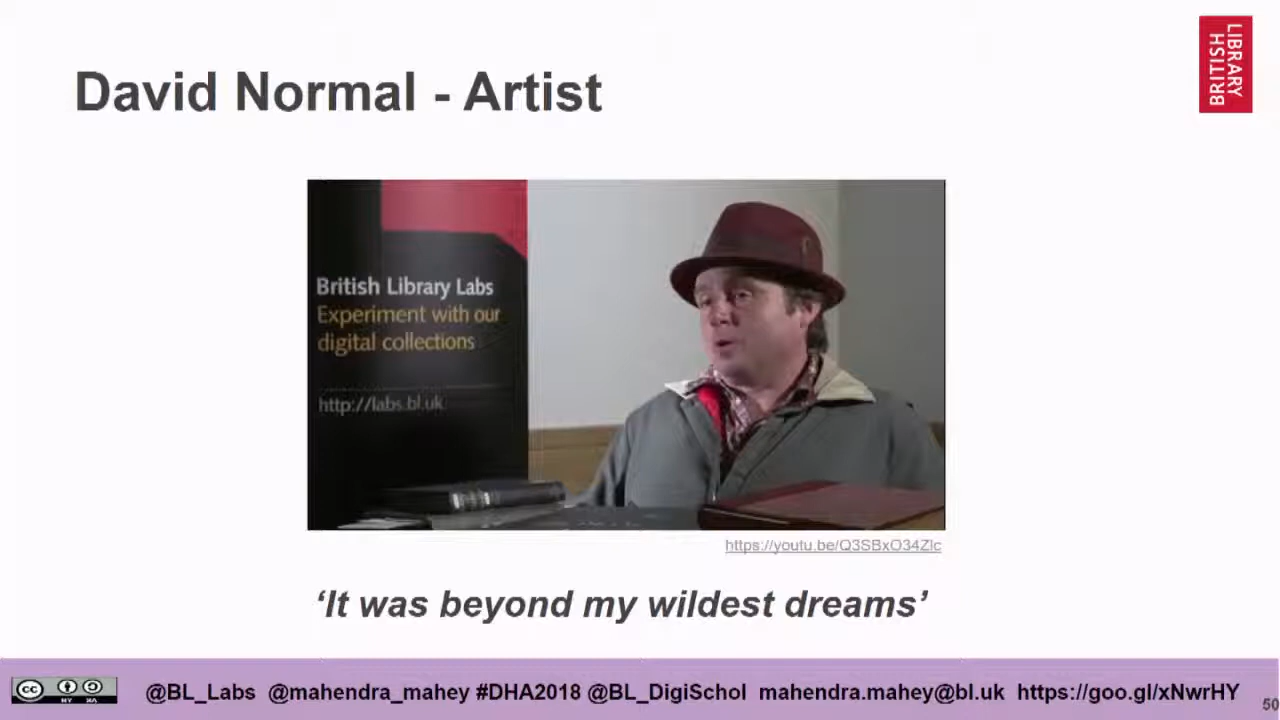 David Normal - Artist
BRITISH
LIBRARY
British Library Labs
Experiment with our
digital collections
http://labs.bl.uk
https://youtu.be/Q3SBxO34Zlc
‘It was beyond my wildest dreams’
cc
@BL_Labs @mahendra_mahey #DHA2018 @BL_DigiSchol mahendra.mahey@bl.uk https://goo.gl/xNwrHY
50